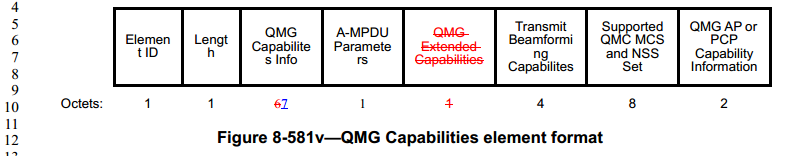 4
5
6
7
8
9
10
11
12
Elemen
t ID
Lengt
h
QMG
Capabilite
s Info
A-MPDU
Paramete
rs
QMG
Extended
Capabilities
Transmit
Beamformi
ng
Capabilites
Supported
QMC MCS
and NSS
Set
QMG AP or
PCP
Capability
Information
Octets: 1 1 67 1 1 4 8 2
Figure 8-581v—QMG Capabilities element format